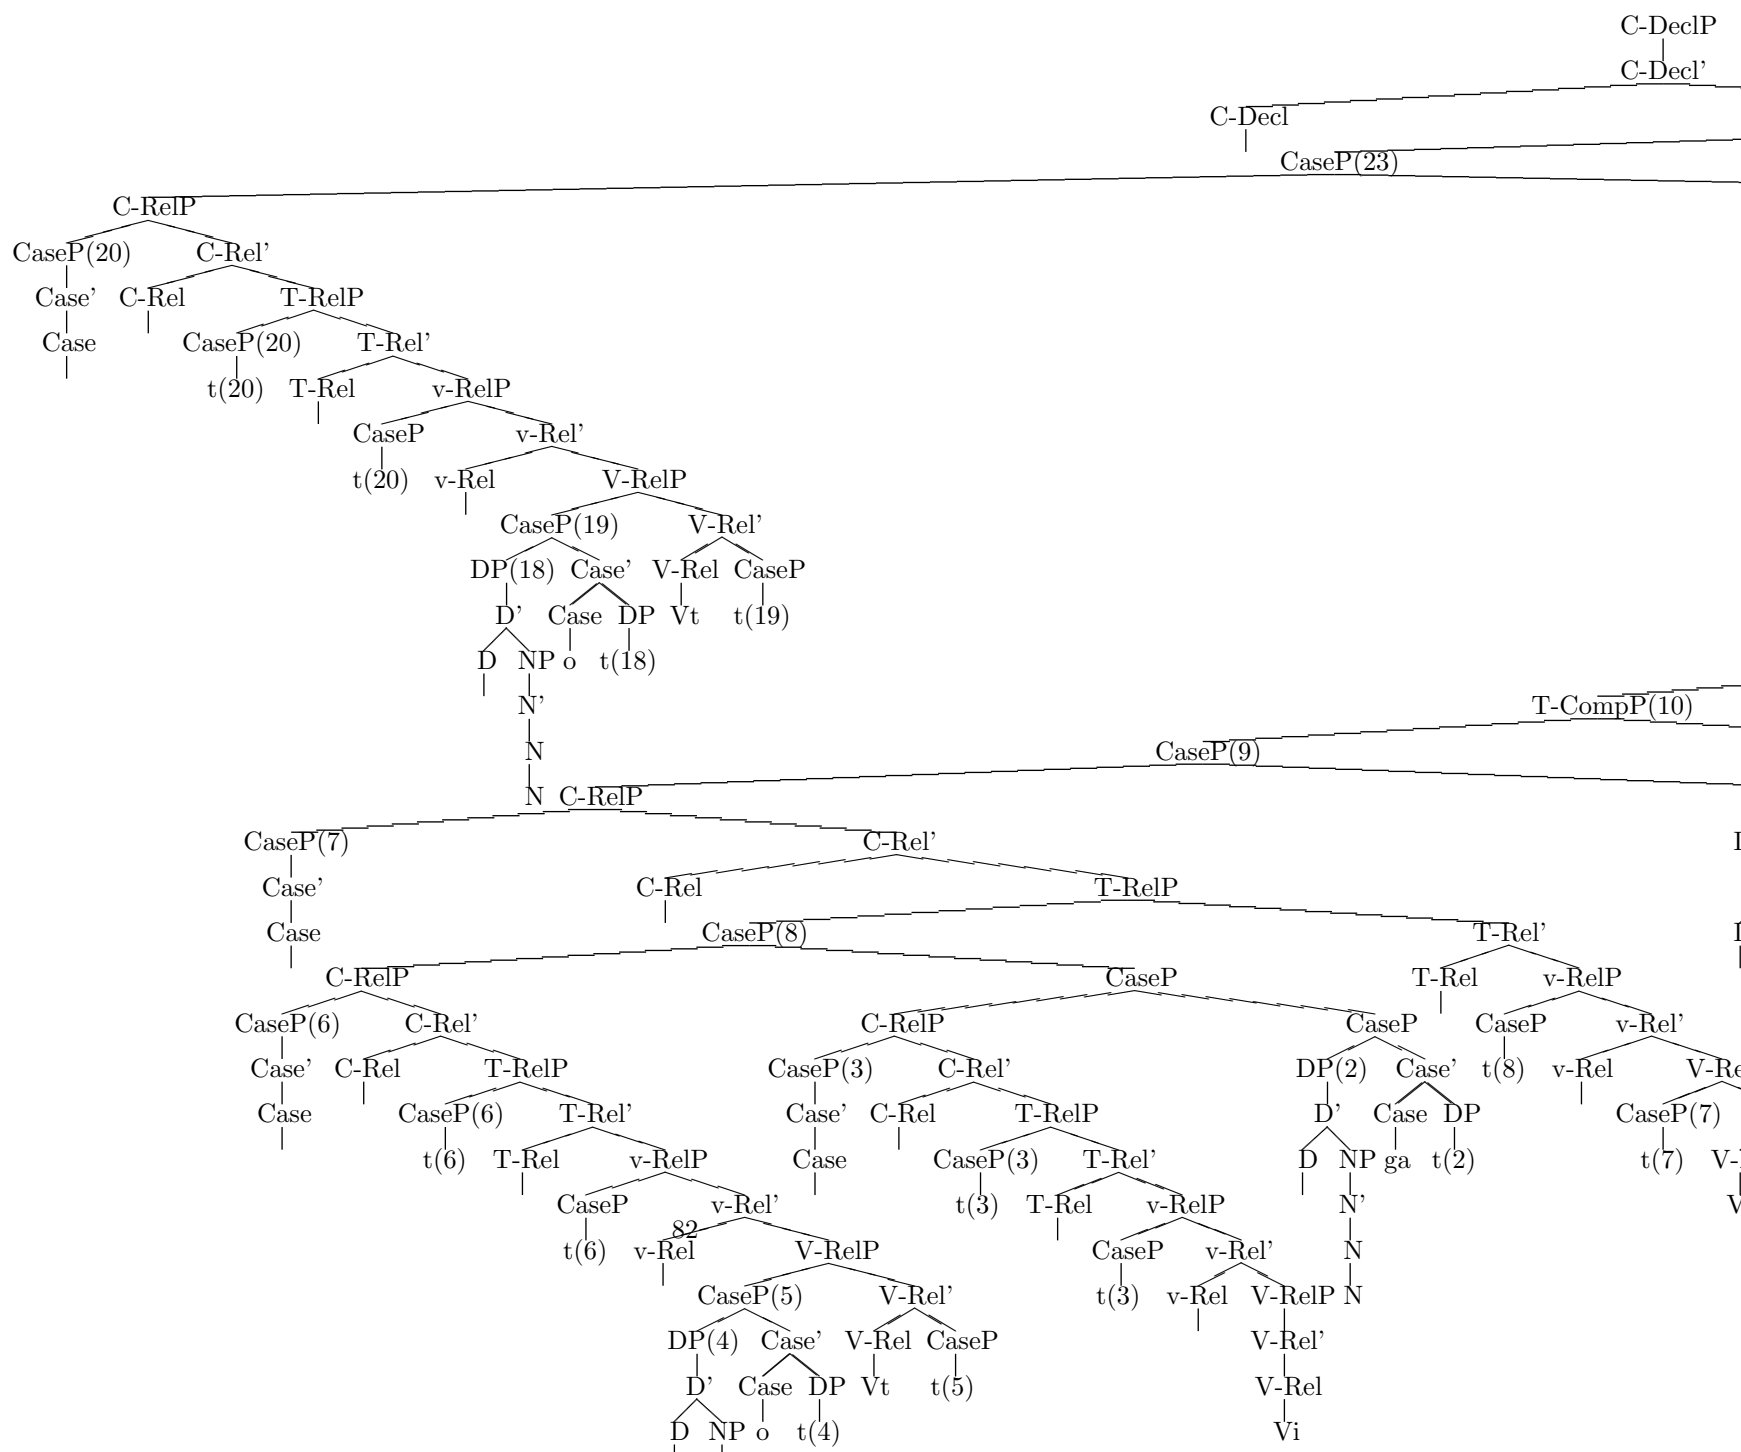 C-DeclP
C-Decl'
C-Decl
CaseP(23)
C-RelP
CaseP(20) C-Rel'
Case' C-Rel T-RelP
Case CaseP(20) T-Rel'
t(20) T-Rel v-RelP
CaseP v-Rel'
t(20) v-Rel V-RelP
CaseP(19) V-Rel'
DP(18) Case' V-Rel CaseP
D' Case DP Vt t(19)
D NP o t(18)
N'
T-CompP(10)
N CaseP(9)
N C-RelP
CaseP(7) C-Rel'
Case' C-Rel T-RelP
Case CaseP(8) T-Rel'
C-RelP CaseP T-Rel v-RelP
CaseP(6) C-Rel' C-RelP CaseP CaseP v-Rel'
Case' C-Rel T-RelP CaseP(3) C-Rel' DP(2) Case' t(8) v-Rel V-Re
Case CaseP(6) T-Rel' Case' C-Rel T-RelP D' Case DP CaseP(7)
t(6) T-Rel v-RelP Case CaseP(3) T-Rel' D NP ga t(2) t(7) V-
CaseP v-Rel' t(3) T-Rel v-RelP N'
82
t(6) v-Rel V-RelP CaseP v-Rel' N
CaseP(5) V-Rel' t(3) v-Rel V-RelP N
DP(4) Case' V-Rel CaseP V-Rel'
D' Case DP Vt t(5) V-Rel
D NP o t(4) Vi